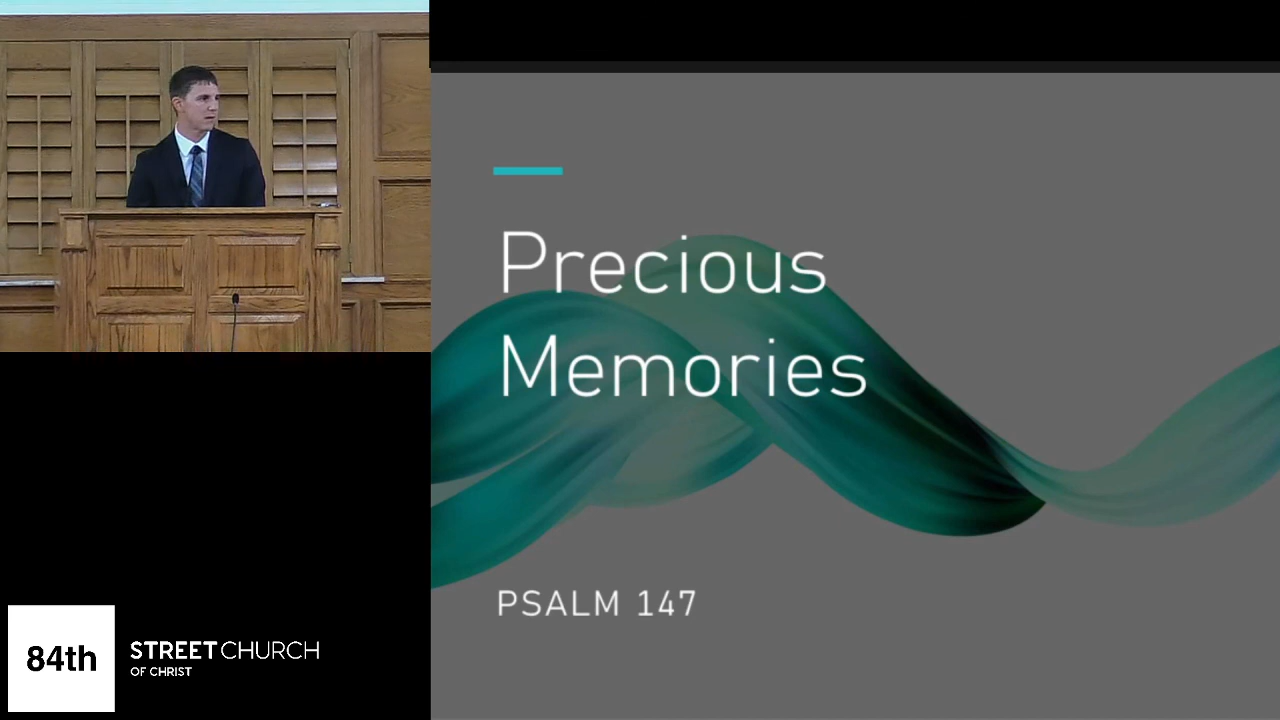 Precious
Memories
PSALM 147
84th
STREET CHURCH
OF CHRIST